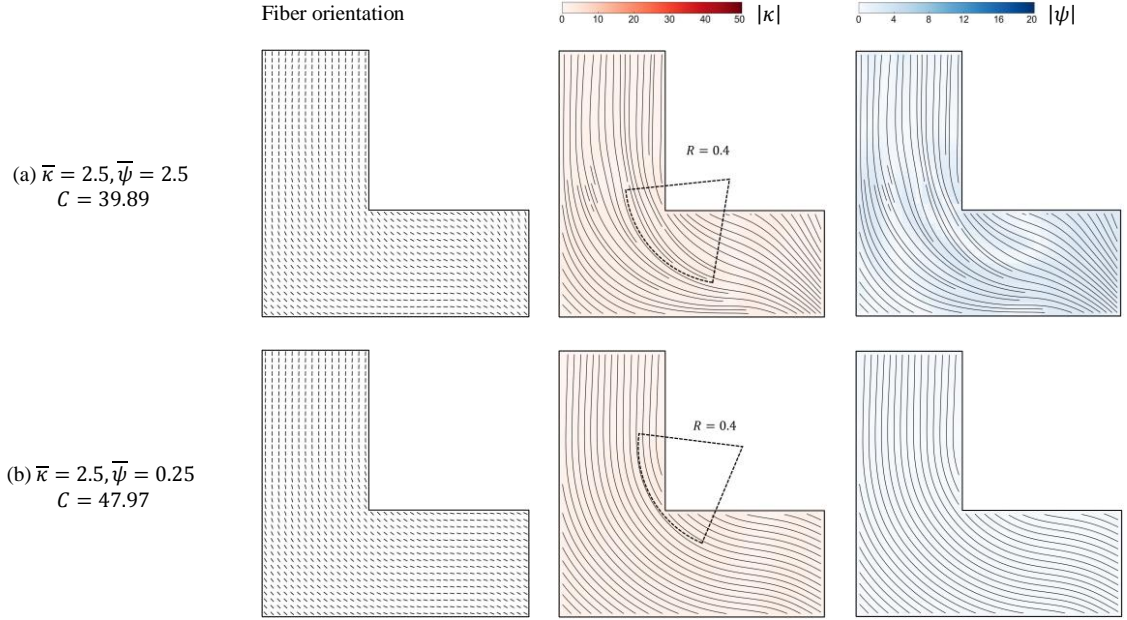 Fiber orientation
0 10 20 30 40 50 |κ|
0 4 8 12 16 20 |ψ|
(a) κ̅ = 2.5, ψ̅ = 2.5
C = 39.89
R = 0.4
(b) κ̅ = 2.5, ψ̅ = 0.25
C = 47.97
R = 0.4